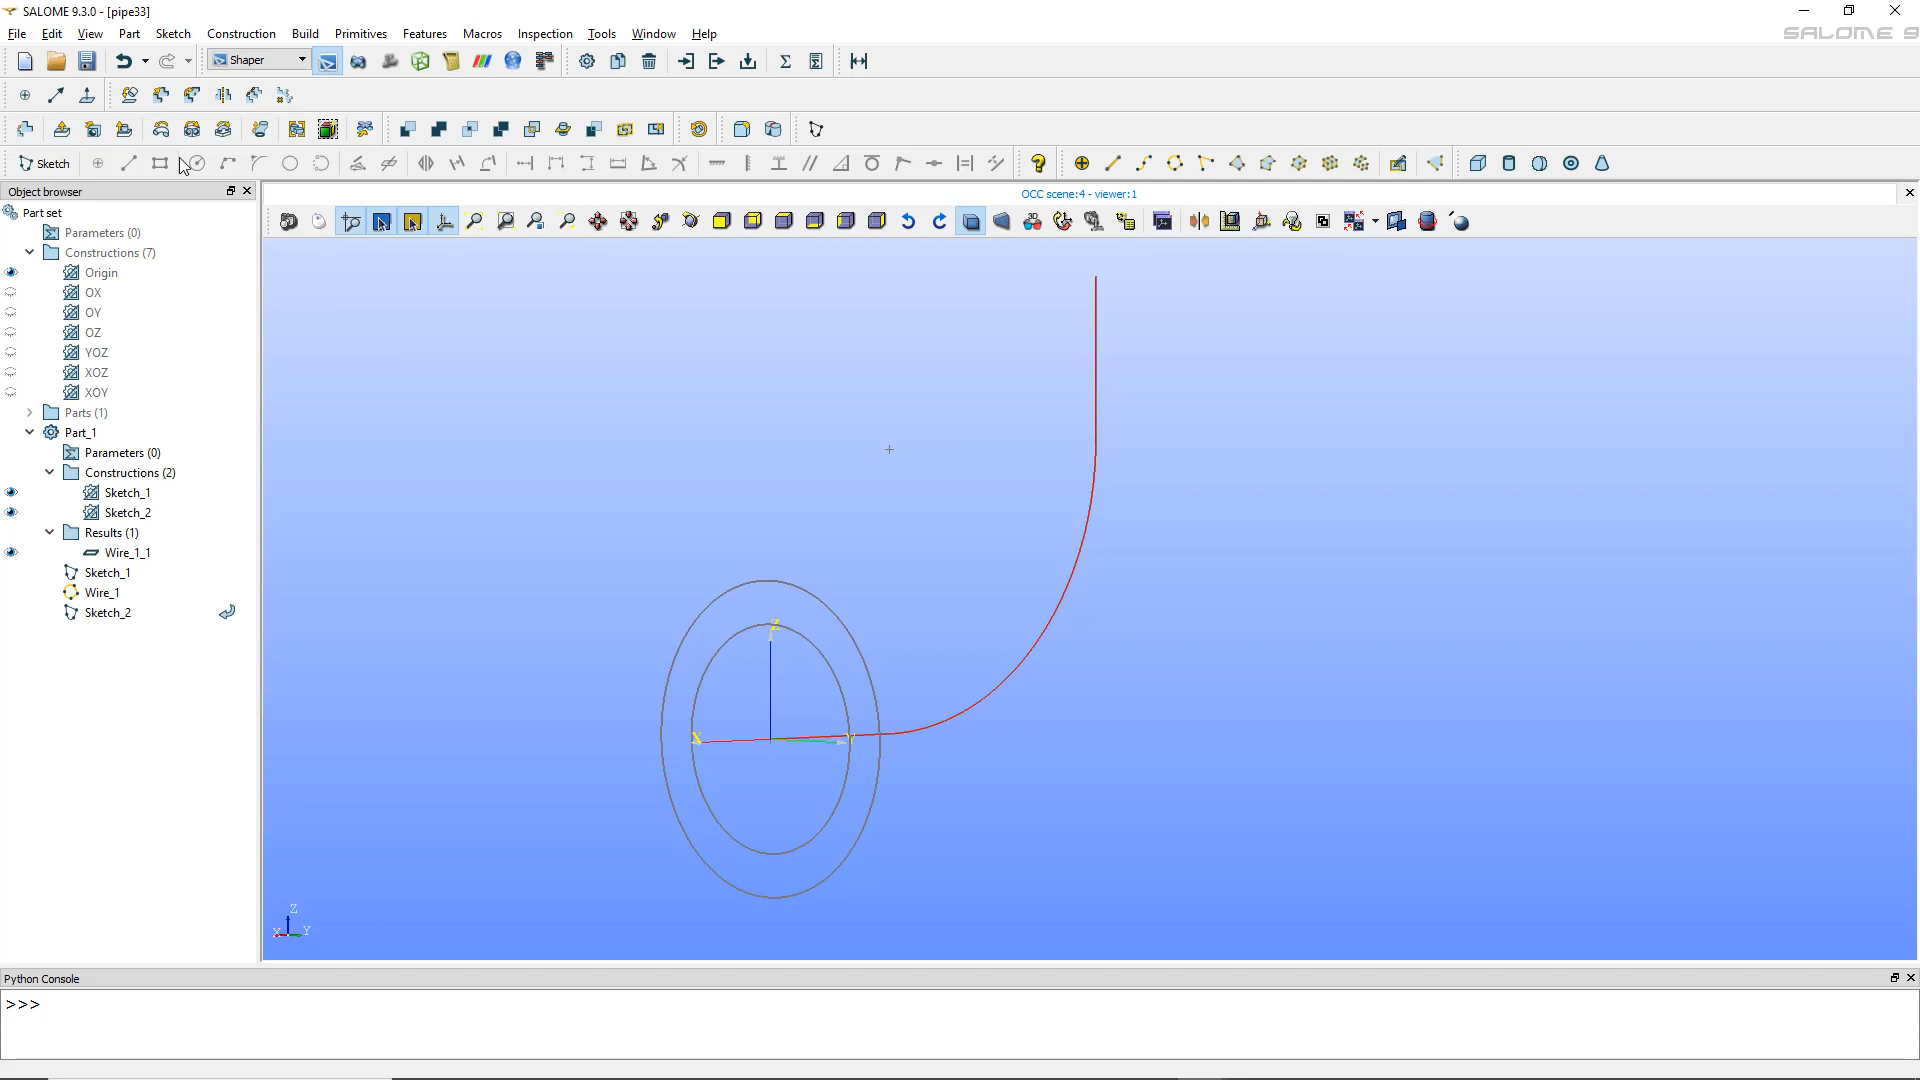 SALOME 9.3.0 - [pipe33]
File Edit View Part Sketch Construction Build Primitives Features Macros Inspection Tools Window Help
SALOME 9
Shaper
Sketch
Object browser
OCC scene:4 - viewer:1
Part set
Parameters (0)
Constructions (7)
Origin
OX
OY
OZ
YOZ
XOZ
XOY
Parts (1)
Part_1
Parameters (0)
Constructions (2)
Sketch_1
Sketch_2
Results (1)
Wire_1_1
Sketch_1
Wire_1
Sketch_2
Z
X
Y
Z
X Y
Python Console
>>>